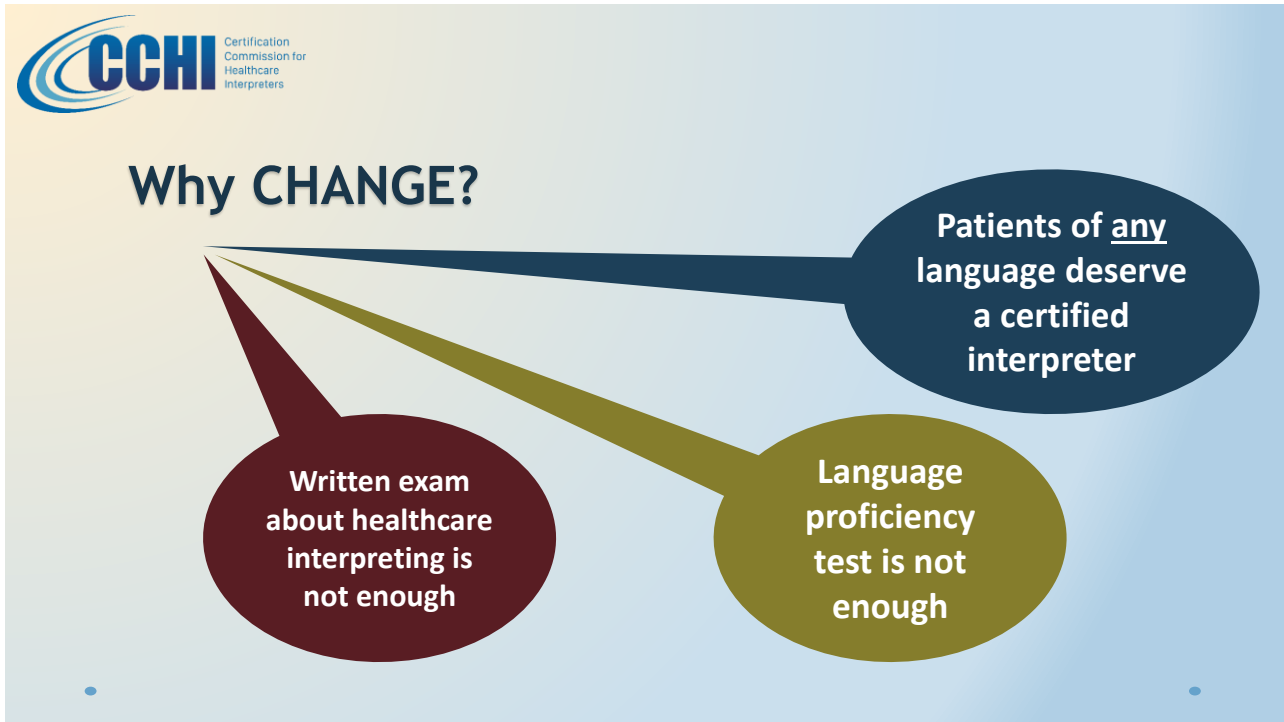 CCHI
Certification
Commission for
Healthcare
Interpreters
Why CHANGE?
Patients of any
language deserve
a certified
interpreter
Written exam
about healthcare
interpreting is
not enough
Language
proficiency
test is not
enough